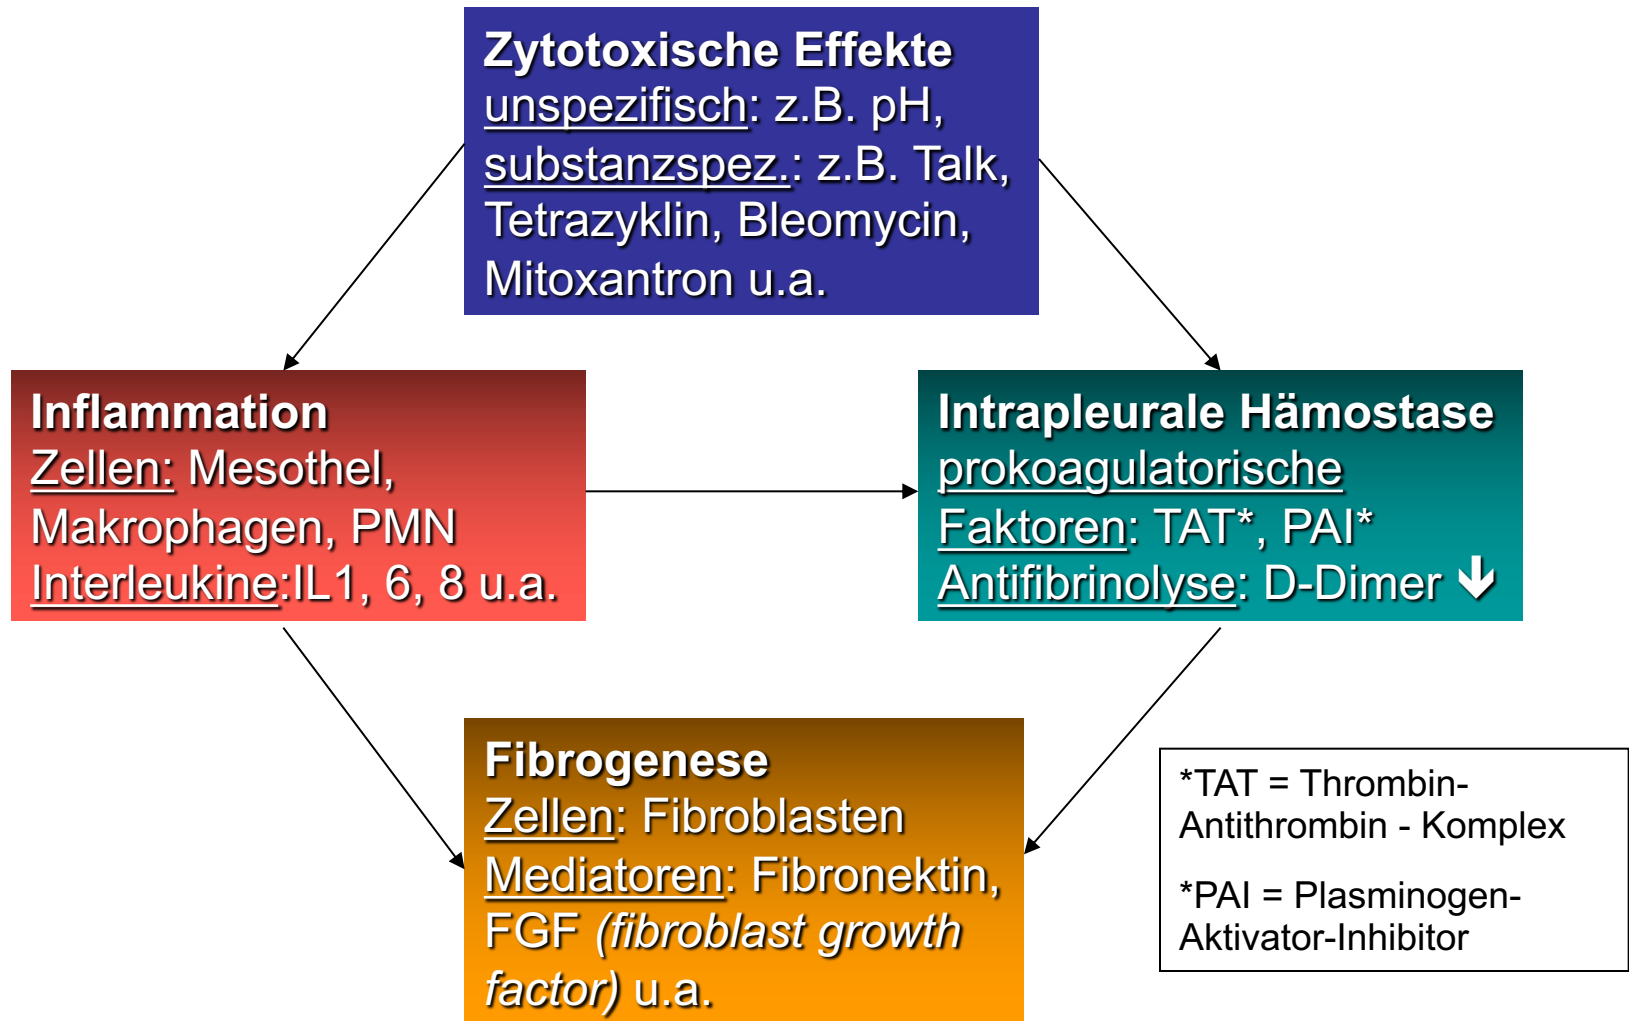 Zytotoxische Effekte
unspezifisch: z.B. pH,
substanzspez.: z.B. Talk,
Tetrazyklin, Bleomycin,
Mitoxantron u.a.
Inflammation
Zellen: Mesothel,
Makrophagen, PMN
Interleukine:IL1, 6, 8 u.a.
Intrapleurale Hämostase
prokoagulatorische
Faktoren: TAT*, PAI*
Antifibrinolyse: D-Dimer 🡳
Fibrogenese
Zellen: Fibroblasten
Mediatoren: Fibronektin,
FGF (fibroblast growth
factor) u.a.
*TAT = Thrombin-
Antithrombin - Komplex
*PAI = Plasminogen-
Aktivator-Inhibitor